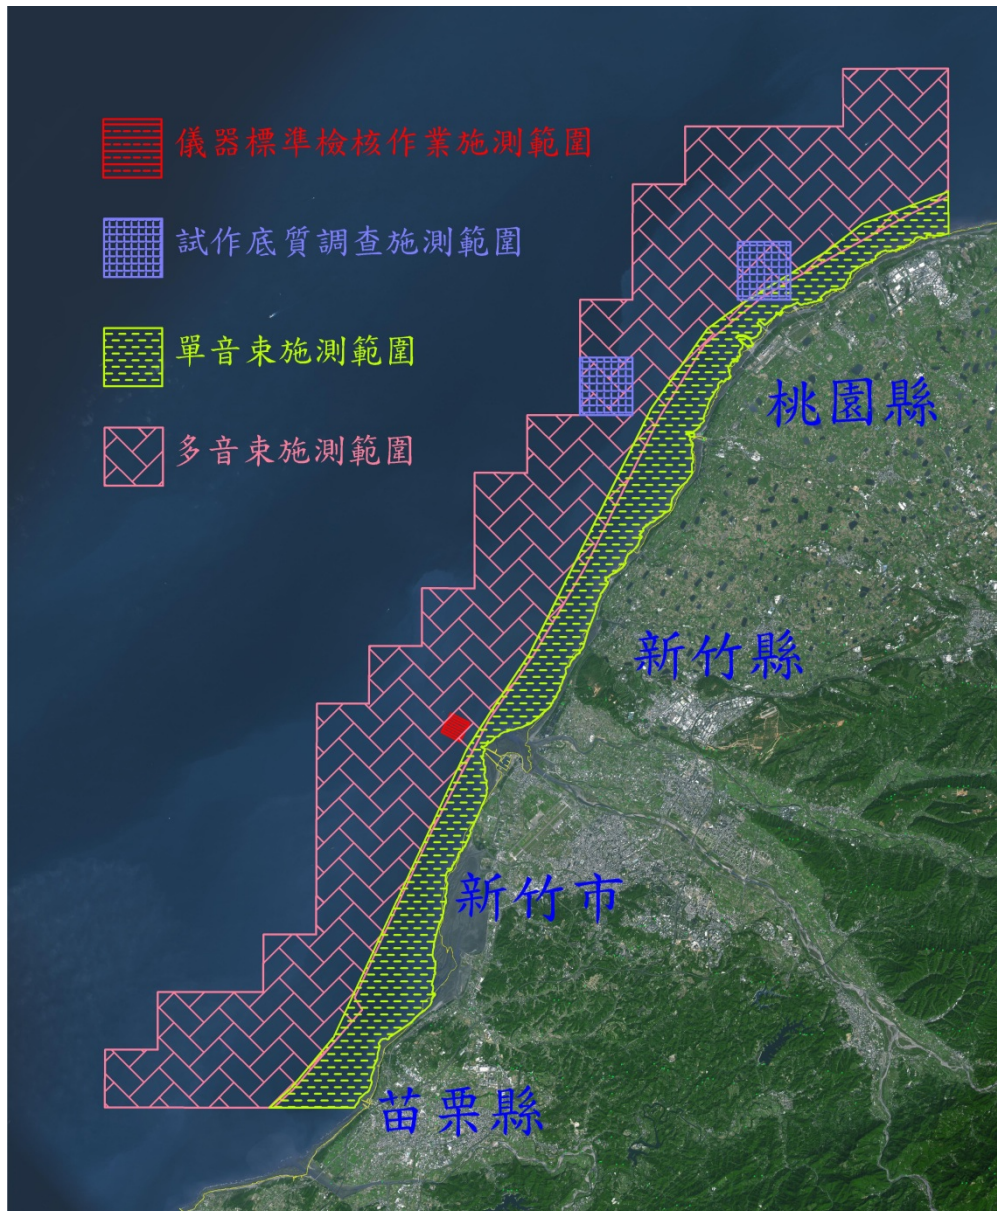 儀器標準檢核作業施測範圍
試作底質調查施測範圍
單音束施測範圍
多音束施測範圍
桃園縣
新竹縣
新竹市
苗栗縣